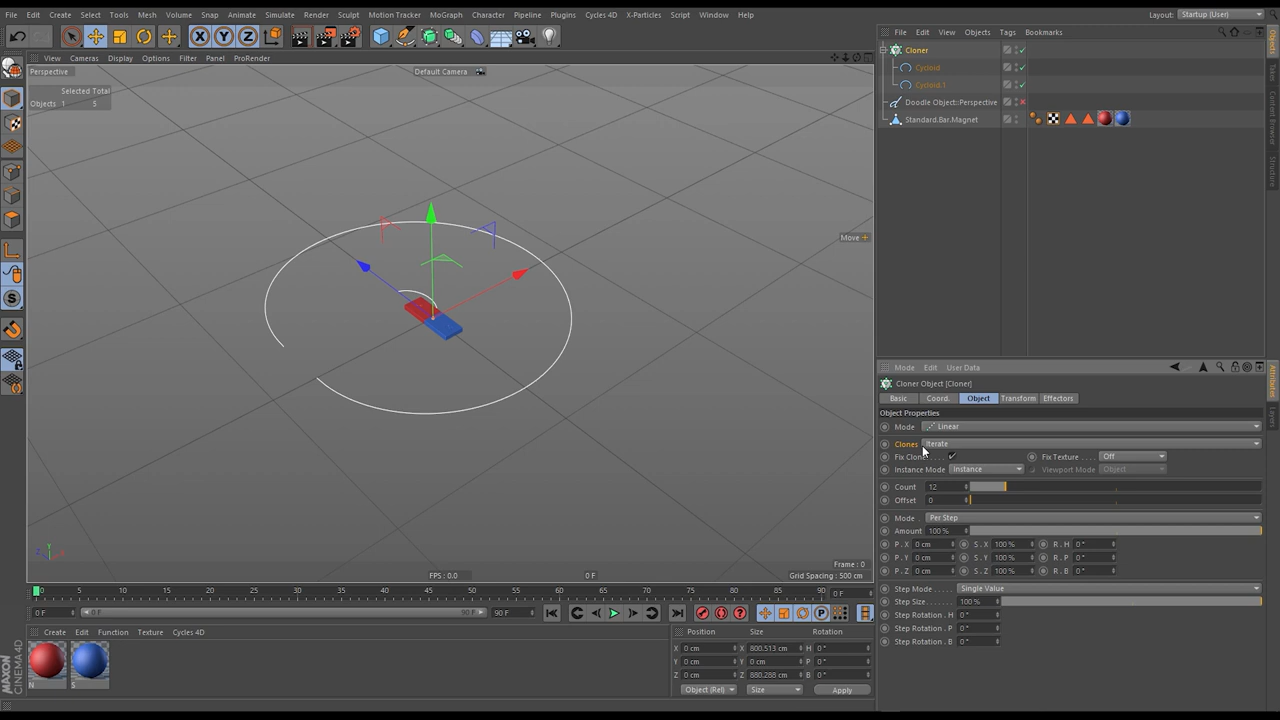 File Create Select Tools Mesh Volume Snap Animate Simulate Render Sculpt Motion Tracker MoGraph Character Pipeline Plugins Cycles 4D X-Particles Script Window Help
Layout: Startup (User)
View Cameras Display Options Filter Panel ProRender
Perspective
Default Camera
Selected Total
Objects 1 5
Move
FPS : 0.0
Frame : 0
Grid Spacing : 500 cm
File Edit View Objects Tags Bookmarks
Cloner
Cycloid
Cycloid.1
Doodle Object::Perspective
Standard.Bar.Magnet
Objects
Takes
Content Browser
Structure
Attributes
Layers
Mode Edit User Data
Cloner Object [Cloner]
Basic Coord. Object Transform Effectors
Object Properties
Mode Linear
Clones Iterate
Fix Clone . . . . Fix Texture . . . . Off
Instance Mode Instance Viewport Mode Object
Count 12
Offset 0
Mode . Per Step
Amount 100 %
P . X 0 cm S . X 100 % R . H 0 °
P . Y 0 cm S . Y 100 % R . P 0 °
P . Z 0 cm S . Z 100 % R . B 0 °
Step Mode . . . . . Single Value
Step Size . . . . . . 100 %
Step Rotation . H 0 °
Step Rotation . P 0 °
Step Rotation . B 0 °
0 5 10 15 20 25 30 35 40 45 50 55 60 65 70 75 80 85 90 0 F
0 F 0 F 90 F 90 F
Create Edit Function Texture Cycles 4D
N S
Position Size Rotation
X 0 cm X 800.513 cm H 0 °
Y 0 cm Y 0 cm P 0 °
Z 0 cm Z 880.288 cm B 0 °
Object (Rel) Size Apply
MAXON CINEMA 4D